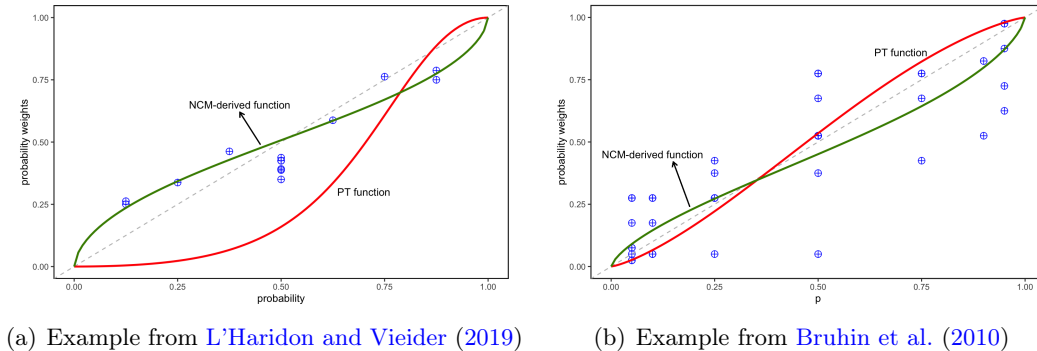 1.00
0.75
0.50
0.25
0.00
probability weights
NCM-derived function
PT function
0.00 0.25 0.50 0.75 1.00
probability
1.00
0.75
0.50
0.25
0.00
probability weights
PT function
NCM-derived function
0.00 0.25 0.50 0.75 1.00
p
(a) Example from L'Haridon and Vieider (2019)
(b) Example from Bruhin et al. (2010)